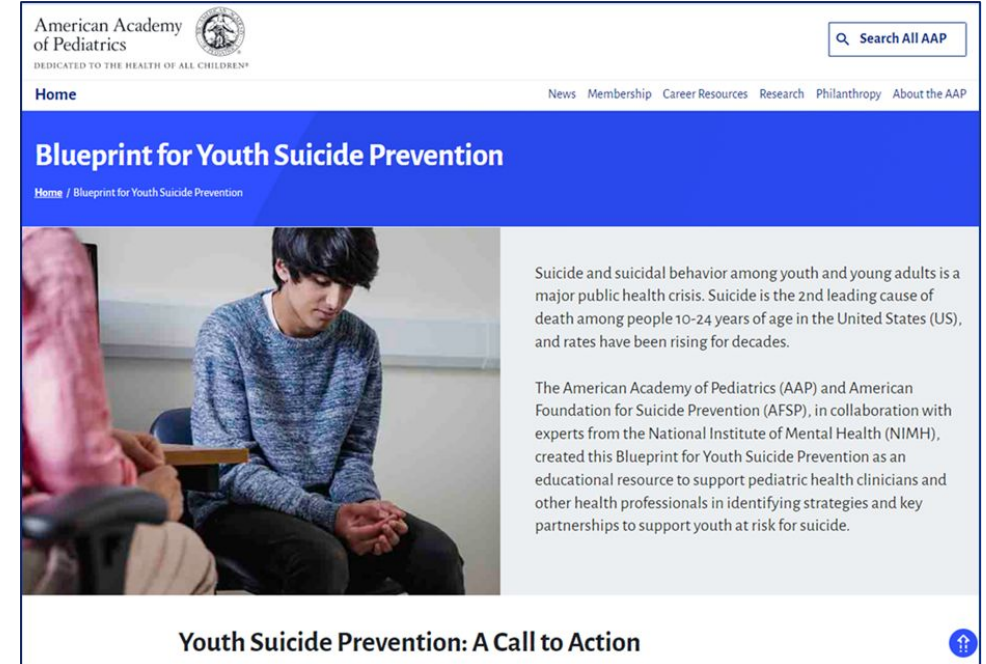 American Academy
of Pediatrics
DEDICATED TO THE HEALTH OF ALL CHILDREN®
Search All AAP
Home
News Membership Career Resources Research Philanthropy About the AAP
Blueprint for Youth Suicide Prevention
Home / Blueprint for Youth Suicide Prevention
Suicide and suicidal behavior among youth and young adults is a
major public health crisis. Suicide is the 2nd leading cause of
death among people 10-24 years of age in the United States (US),
and rates have been rising for decades.
The American Academy of Pediatrics (AAP) and American
Foundation for Suicide Prevention (AFSP), in collaboration with
experts from the National Institute of Mental Health (NIMH),
created this Blueprint for Youth Suicide Prevention as an
educational resource to support pediatric health clinicians and
other health professionals in identifying strategies and key
partnerships to support youth at risk for suicide.
Youth Suicide Prevention: A Call to Action